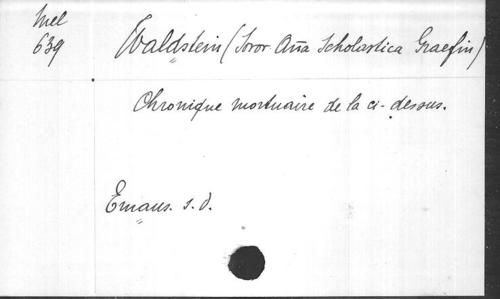 Mel
639
Waldstein (Soror Aña Scholastica Graefin)
Chronique mortuaire de la ci-dessus.
Emaus. s. d.